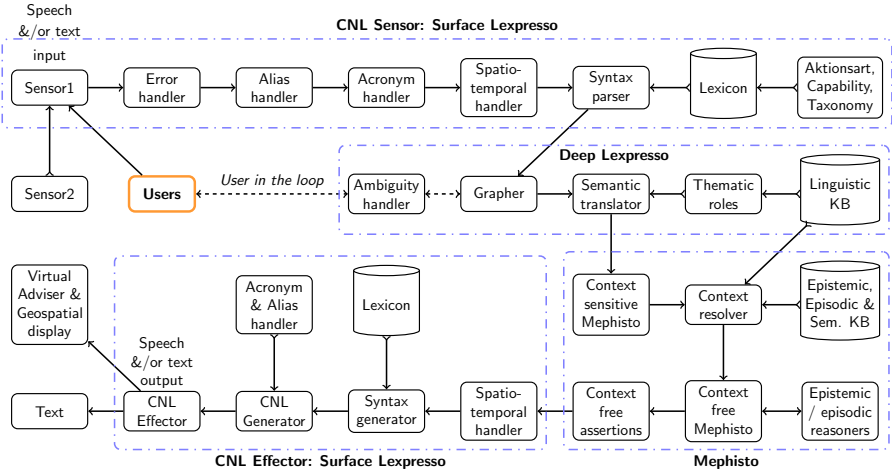 Speech
&/or text
input
CNL Sensor: Surface Lexpresso
Sensor1
Error
handler
Alias
handler
Acronym
handler
Spatio-
temporal
handler
Syntax
parser
Lexicon
Aktionsart,
Capability,
Taxonomy
Deep Lexpresso
Sensor2
Users
User in the loop
Ambiguity
handler
Grapher
Semantic
translator
Thematic
roles
Linguistic
KB
Virtual
Adviser &
Geospatial
display
Acronym
& Alias
handler
Lexicon
Context
sensitive
Mephisto
Context
resolver
Epistemic,
Episodic &
Sem. KB
Speech
&/or text
output
Text
CNL
Effector
CNL
Generator
Syntax
generator
Spatio-
temporal
handler
Context
free
assertions
Context
free
Mephisto
Epistemic
/ episodic
reasoners
CNL Effector: Surface Lexpresso
Mephisto